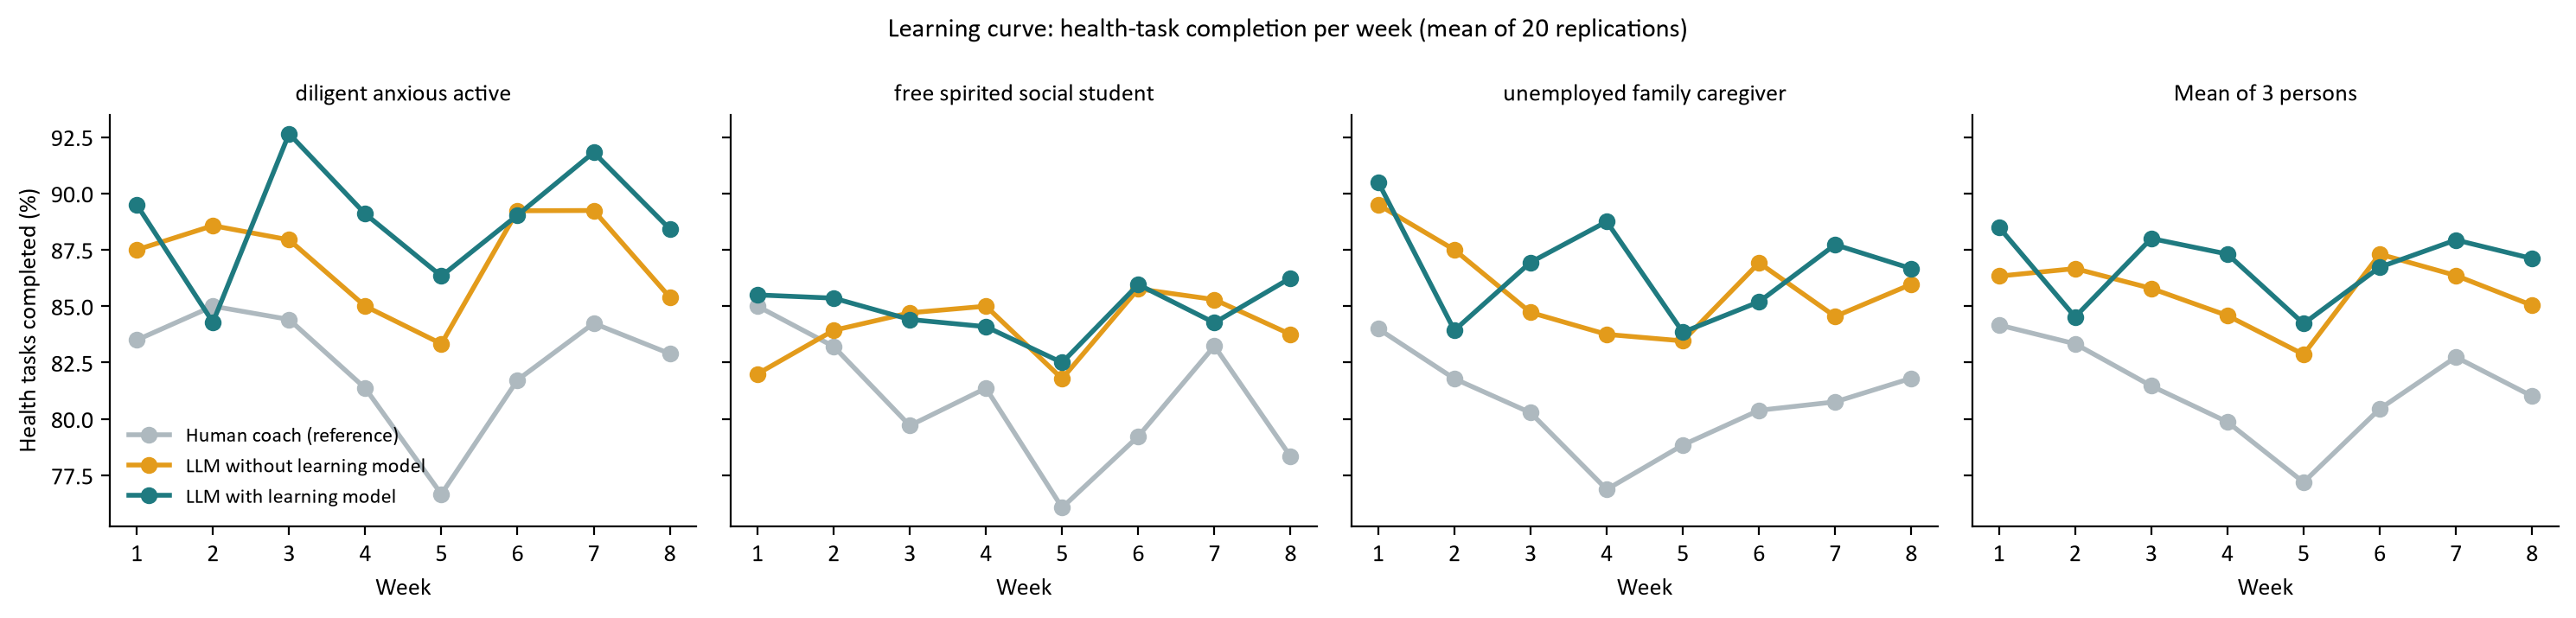 Learning curve: health-task completion per week (mean of 20 replications)
diligent anxious active
free spirited social student
unemployed family caregiver
Mean of 3 persons
Health tasks completed (%)
92.5
90.0
87.5
85.0
82.5
80.0
77.5
Human coach (reference)
LLM without learning model
LLM with learning model
1 2 3 4 5 6 7 8
1 2 3 4 5 6 7 8
1 2 3 4 5 6 7 8
1 2 3 4 5 6 7 8
Week
Week
Week
Week